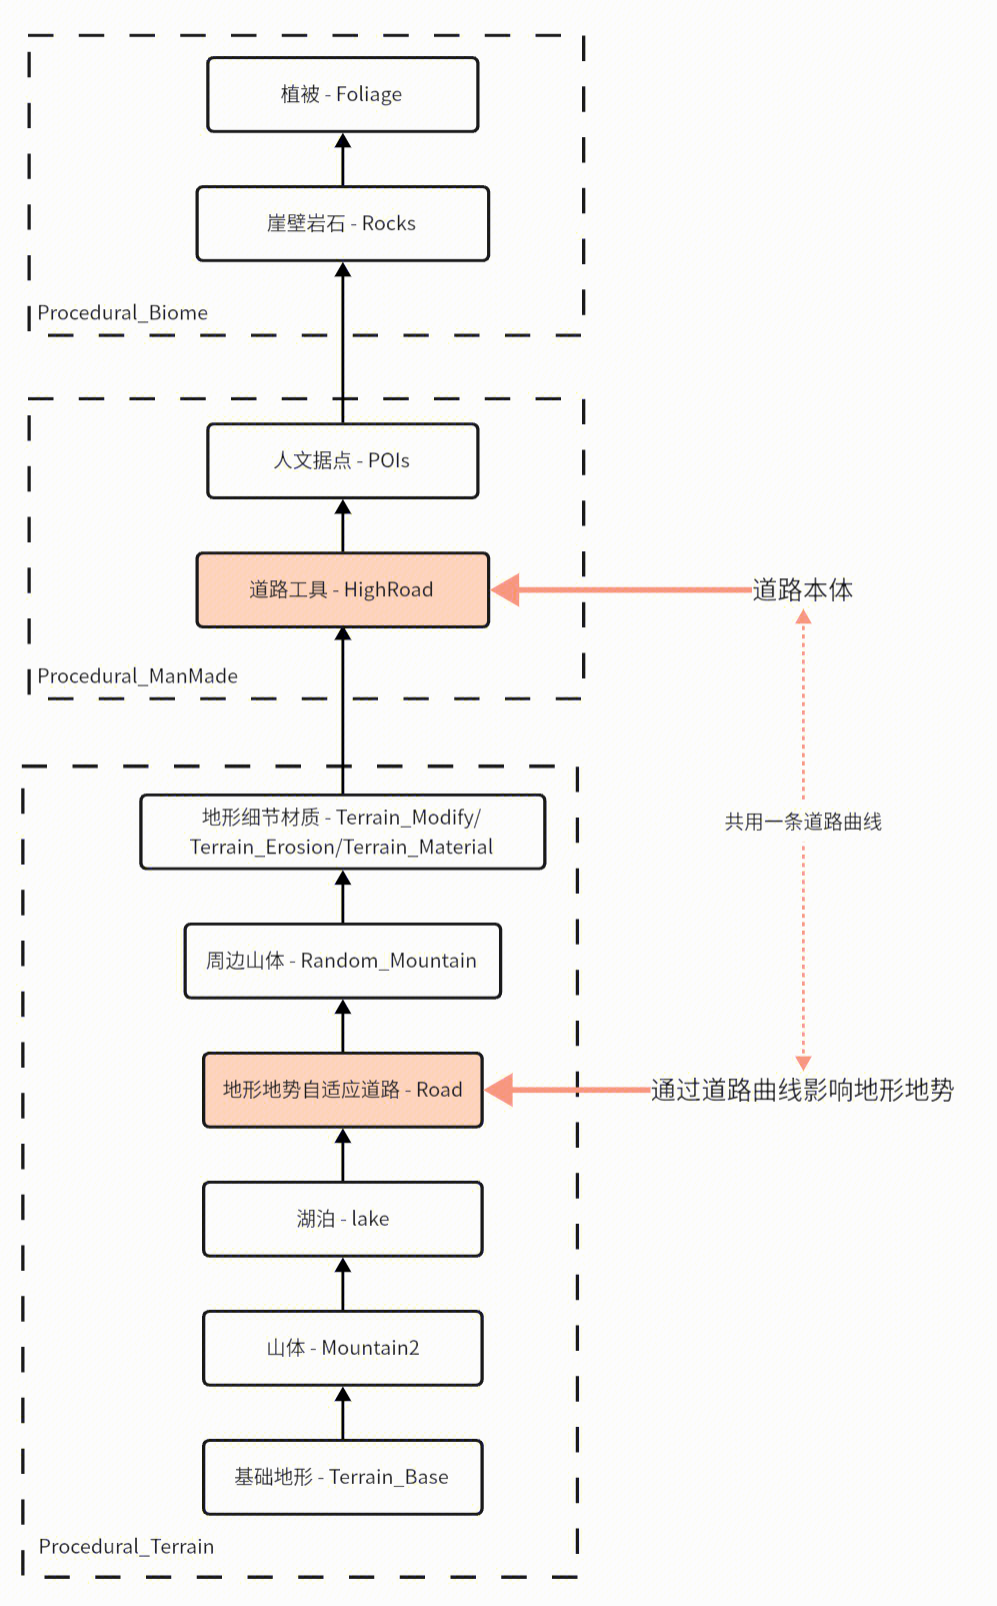 植被 - Foliage
崖壁岩石 - Rocks
Procedural_Biome
人文据点 - POIs
道路工具 - HighRoad
道路本体
Procedural_ManMade
地形细节材质 - Terrain_Modify/
Terrain_Erosion/Terrain_Material
共用一条道路曲线
周边山体 - Random_Mountain
地形地势自适应道路 - Road
通过道路曲线影响地形地势
湖泊 - lake
山体 - Mountain2
基础地形 - Terrain_Base
Procedural_Terrain